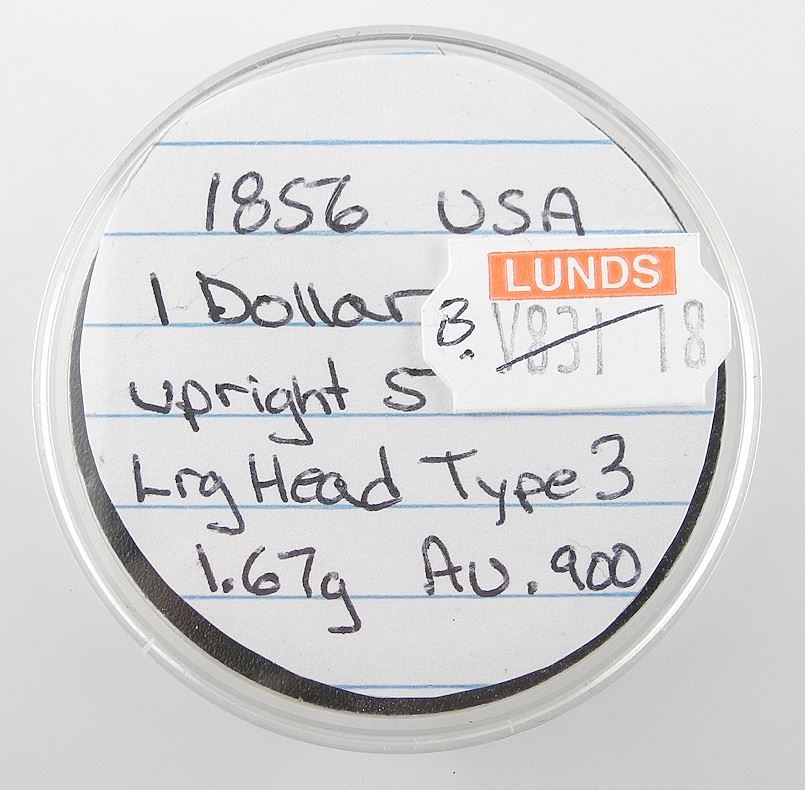 1856 USA
1 Dollar
upright 5
Lrg Head Type 3
1.67g Au .900
LUNDS
B. V831 18